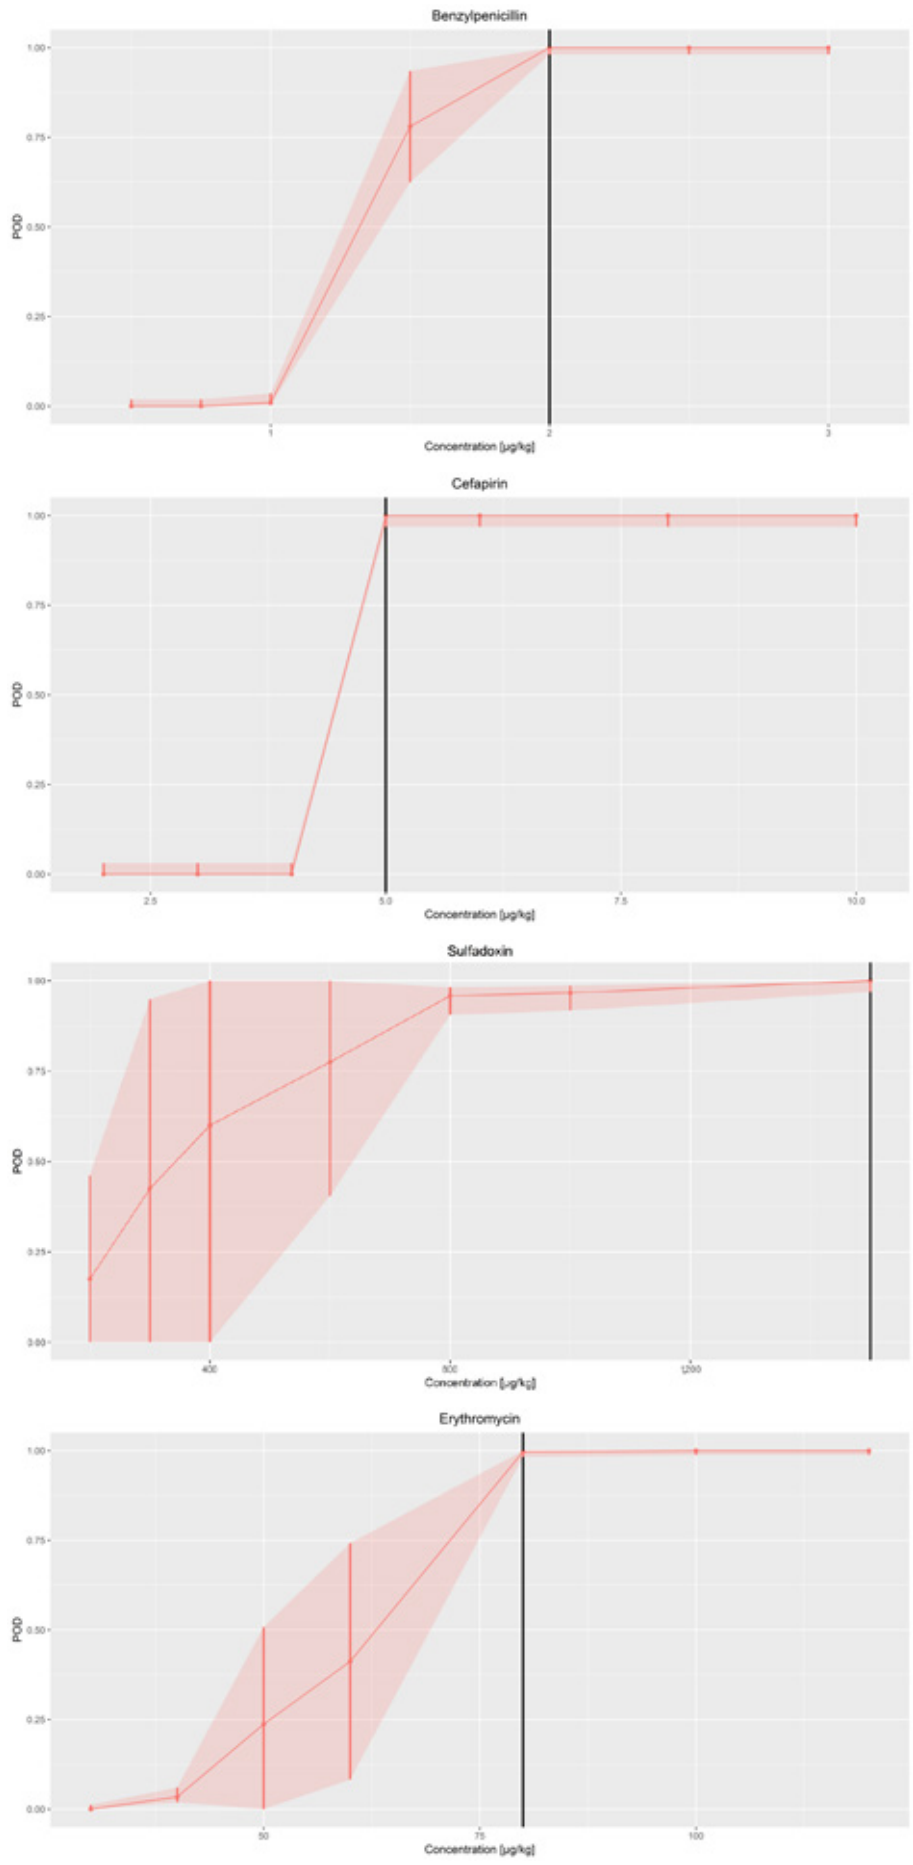 Benzylpenicillin
1.00
0.75
POD
0.50
0.25
0.00
1 2 3
Concentration [µg/kg]
Cefapirin
1.00
0.75
POD
0.50
0.25
0.00
2.5 5.0 7.5 10.0
Concentration [µg/kg]
Sulfadoxin
1.00
0.75
POD
0.50
0.25
0.00
400 800 1200
Concentration [µg/kg]
Erythromycin
1.00
0.75
POD
0.50
0.25
0.00
50 75 100
Concentration [µg/kg]